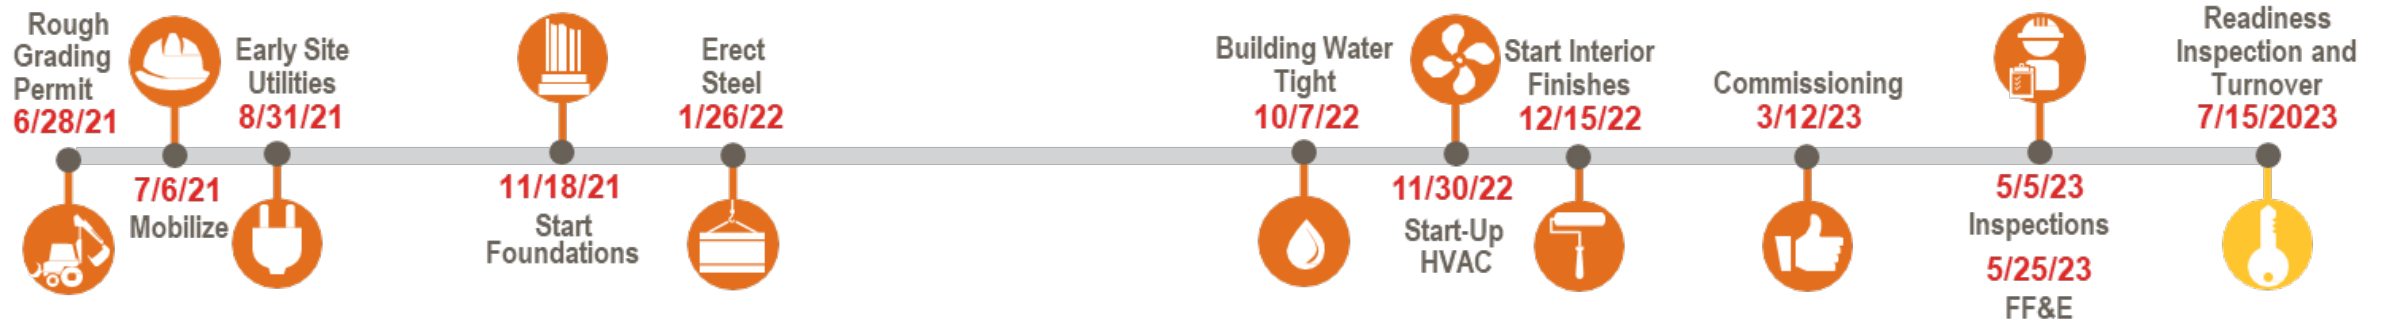 Rough
Grading
Permit
6/28/21
7/6/21
Mobilize
Early Site
Utilities
8/31/21
11/18/21
Start
Foundations
Erect
Steel
1/26/22
Building Water
Tight
10/7/22
11/30/22
Start-Up
HVAC
Start Interior
Finishes
12/15/22
Commissioning
3/12/23
5/5/23
Inspections
5/25/23
FF&E
Readiness
Inspection and
Turnover
7/15/2023